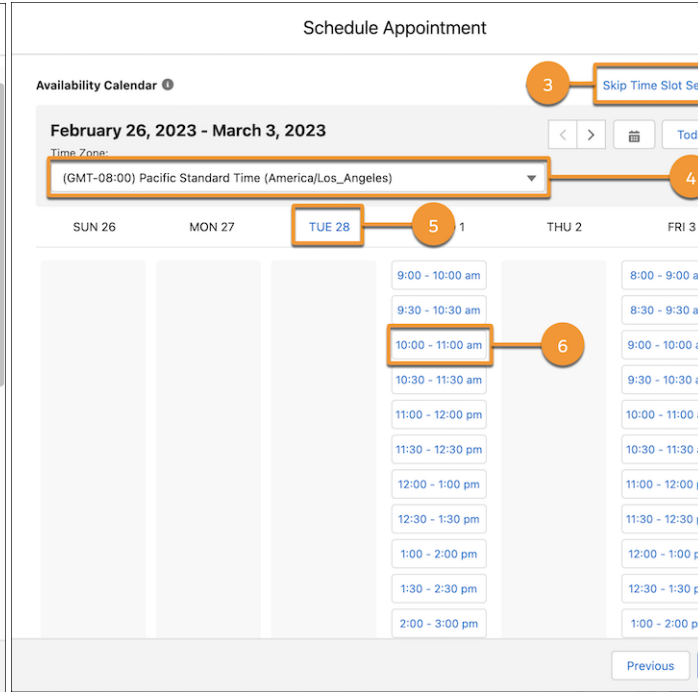 Schedule Appointment
Availability Calendar
3
Skip Time Slot Se
February 26, 2023 - March 3, 2023
Tod
Time Zone:
(GMT-08:00) Pacific Standard Time (America/Los_Angeles)
4
SUN 26 MON 27 TUE 28 5 1 THU 2 FRI 3
9:00 - 10:00 am 8:00 - 9:00 a
9:30 - 10:30 am 8:30 - 9:30 a
10:00 - 11:00 am 6 9:00 - 10:00 a
10:30 - 11:30 am 9:30 - 10:30 a
11:00 - 12:00 pm 10:00 - 11:00
11:30 - 12:30 pm 10:30 - 11:30
12:00 - 1:00 pm 11:00 - 12:00 p
12:30 - 1:30 pm 11:30 - 12:30
1:00 - 2:00 pm 12:00 - 1:00 p
1:30 - 2:30 pm 12:30 - 1:30 p
2:00 - 3:00 pm 1:00 - 2:00 p
Previous